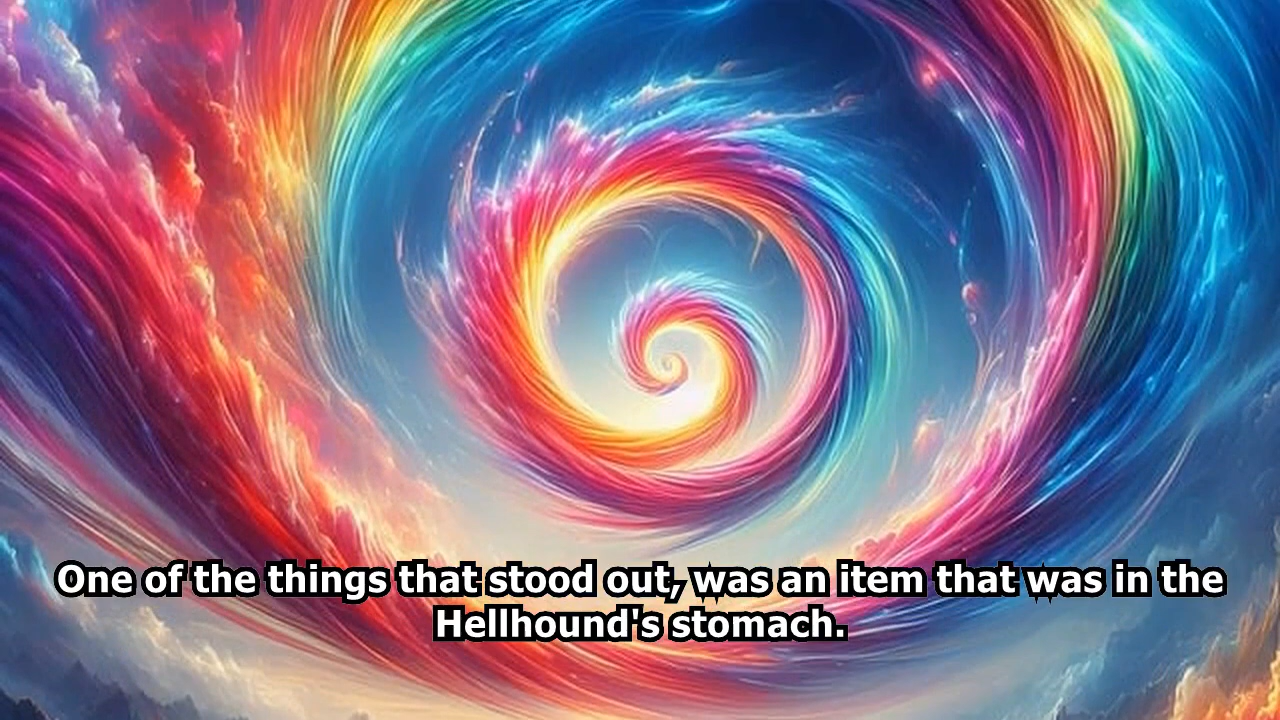 One of the things that stood out, was an item that was in the
Hellhound's stomach.